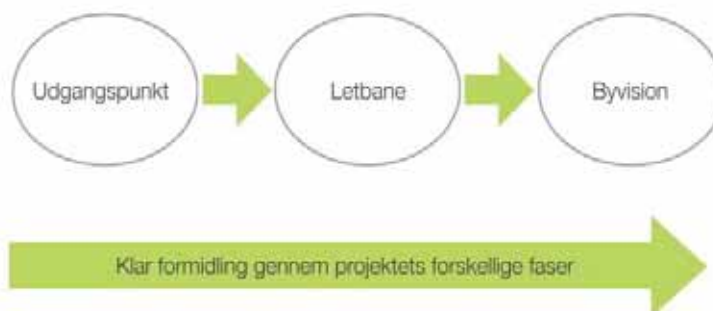 Udgangspunkt
Letbane
Byvision
Klar formidling gennem projektets forskellige faser